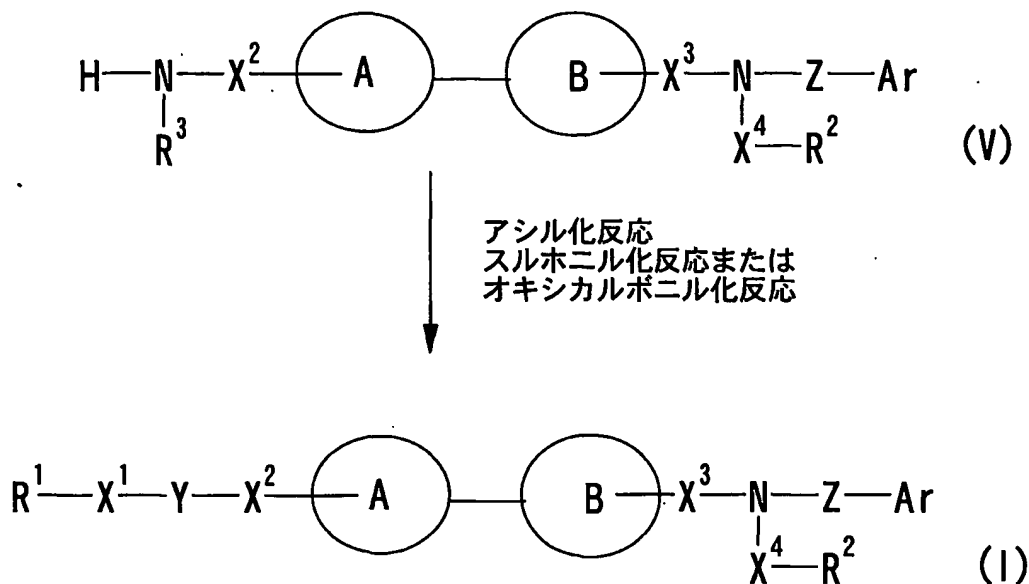 H—N—X² A B X³—N—Z—Ar
R³ X⁴—R² (V)
アシル化反応
スルホニル化反応または
オキシカルボニル化反応
R¹—X¹—Y—X² A B X³—N—Z—Ar
X⁴—R² (I)